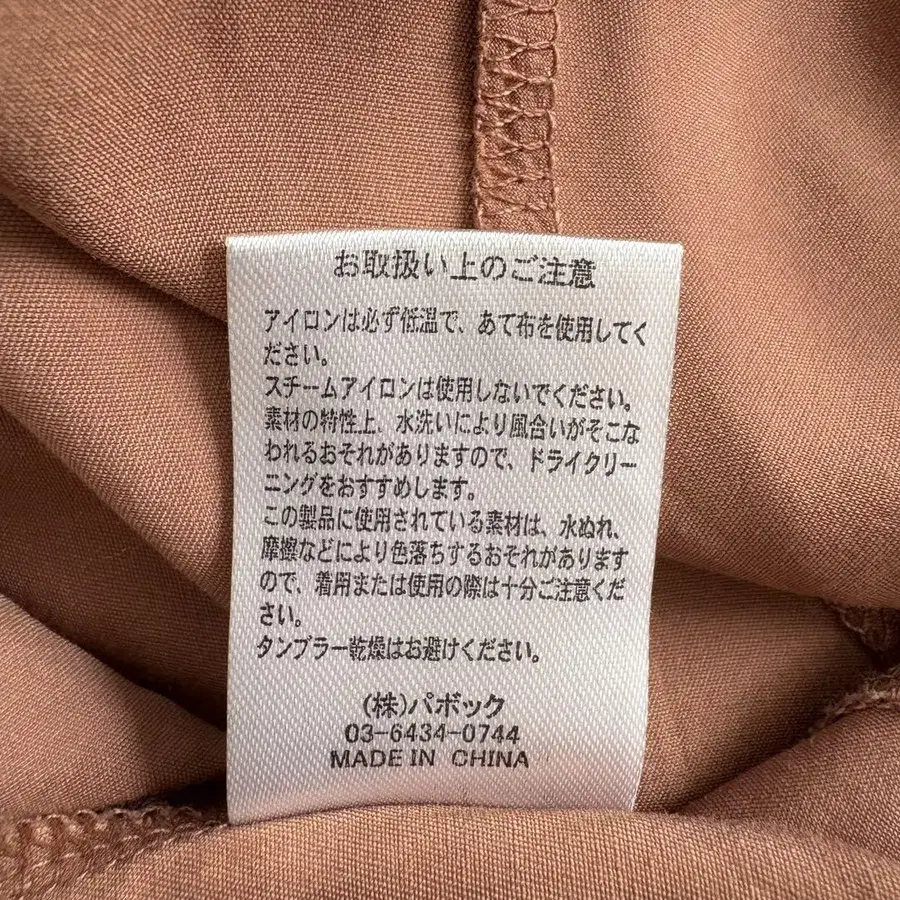 お取扱い上のご注意
アイロンは必ず低温で、あて布を使用してく
ださい。
スチームアイロンは使用しないでください。
素材の特性上、水洗いにより風合いがそこな
われるおそれがありますので、ドライクリー
ニングをおすすめします。
この製品に使用されている素材は、水ぬれ、
摩擦などにより色落ちするおそれがあります
ので、着用または使用の際は十分ご注意くだ
さい。
タンブラー乾燥はお避けください。
(株)パボック
03-6434-0744
MADE IN CHINA